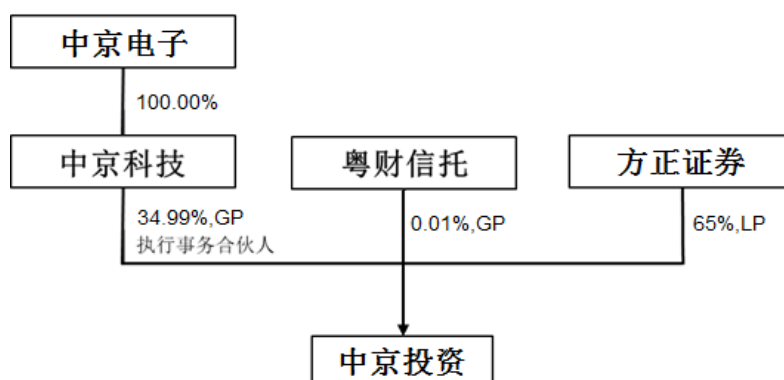 中京电子
100.00%
中京科技
粤财信托
方正证券
34.99%,GP
执行事务合伙人
0.01%,GP
65%,LP
中京投资